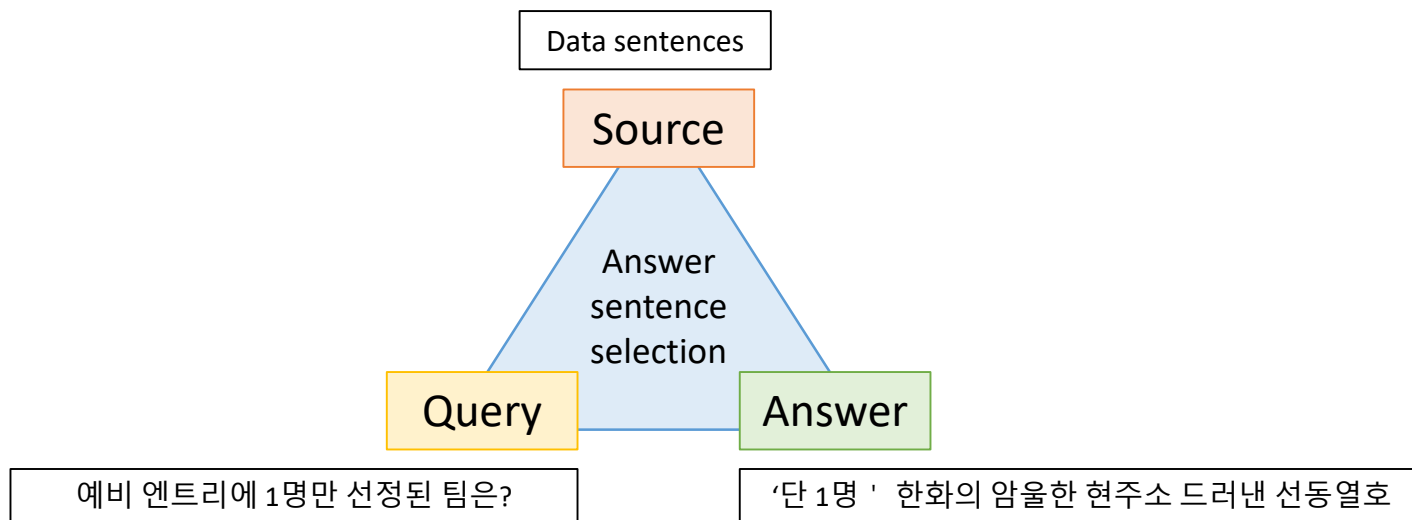 Data sentences
Source
Answer
sentence
selection
Query
Answer
예비 엔트리에 1명만 선정된 팀은?
‘단 1명 ' 한화의 암울한 현주소 드러낸 선동열호